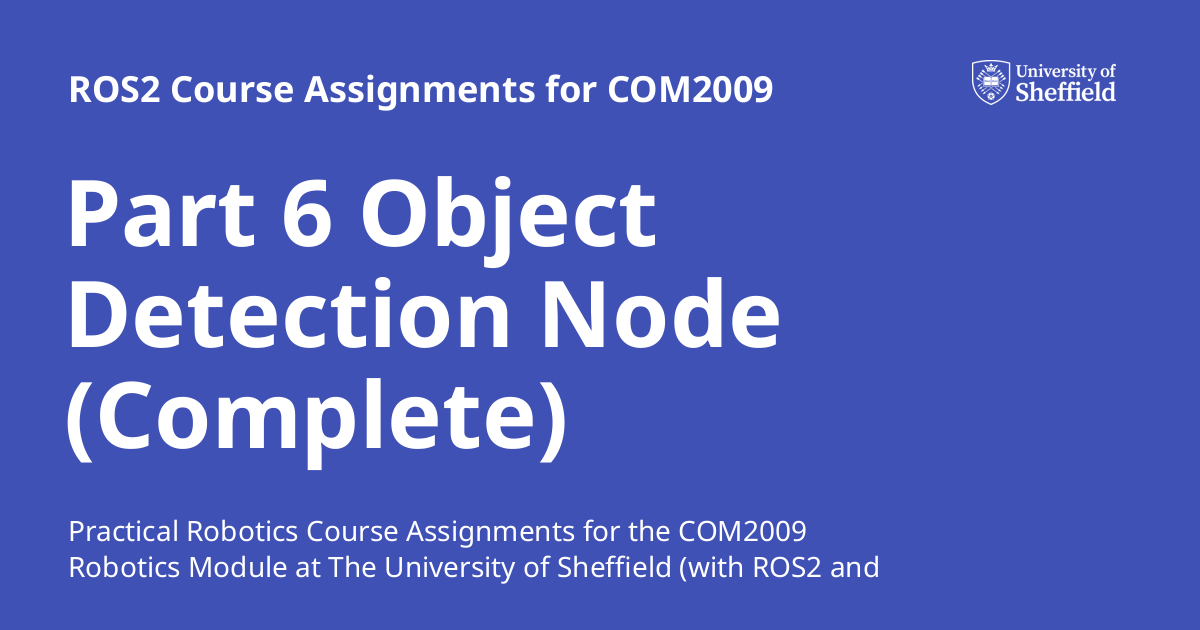 ROS2 Course Assignments for COM2009
University of
Sheffield
Part 6 Object
Detection Node
(Complete)
Practical Robotics Course Assignments for the COM2009
Robotics Module at The University of Sheffield (with ROS2 and